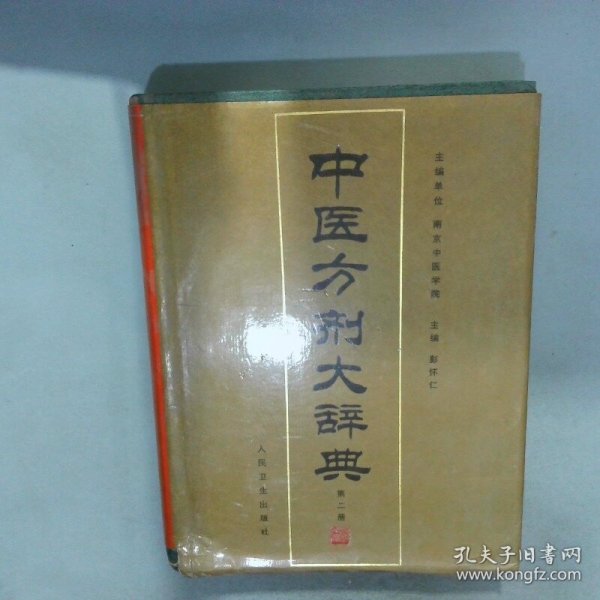 主编单位 南京中医学院 主编 彭怀仁
中医方剂大辞典
第二册
人民卫生出版社
孔夫子旧书网
www.kongfz.com